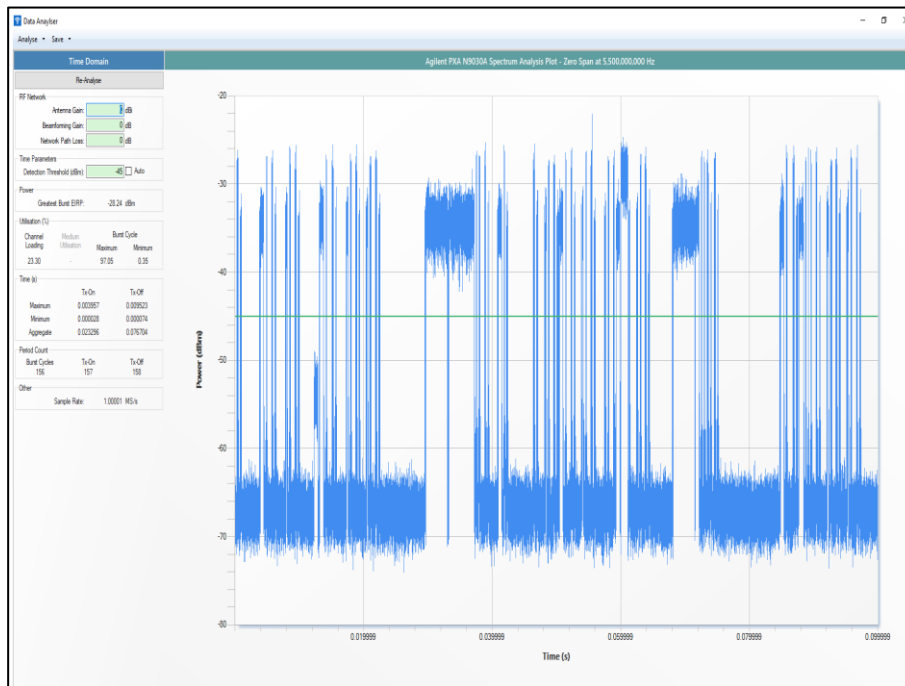 Data Anaylser
Analyse Save
Time Domain
Agilent PXA N9030A Spectrum Analysis Plot - Zero Span at 5,500,000,000 Hz
Re-Analyse
RF Network
Antenna Gain: dBi
Beamforming Gain: 0 dB
Network Path Loss: 0 dB
Time Parameters
Detection Threshold (dBm): -45 Auto
Power
Greatest Burst EIRP: -28.24 dBm
Utilisation (%)
Channel Loading Medium Utilisation Burst Cycle
Maximum Minimum
23.30 - 97.05 0.35
Time (s)
Tx-On Tx-Off
Maximum 0.003957 0.009523
Minimum 0.000028 0.000074
Aggregate 0.023296 0.076704
Period Count
Burst Cycles Tx-On Tx-Off
156 157 158
Other
Sample Rate: 1.00001 MS/s
Power (dBm)
-20
-30
-40
-50
-60
-70
-80
0.019999 0.039999 0.059999 0.079999 0.099999
Time (s)